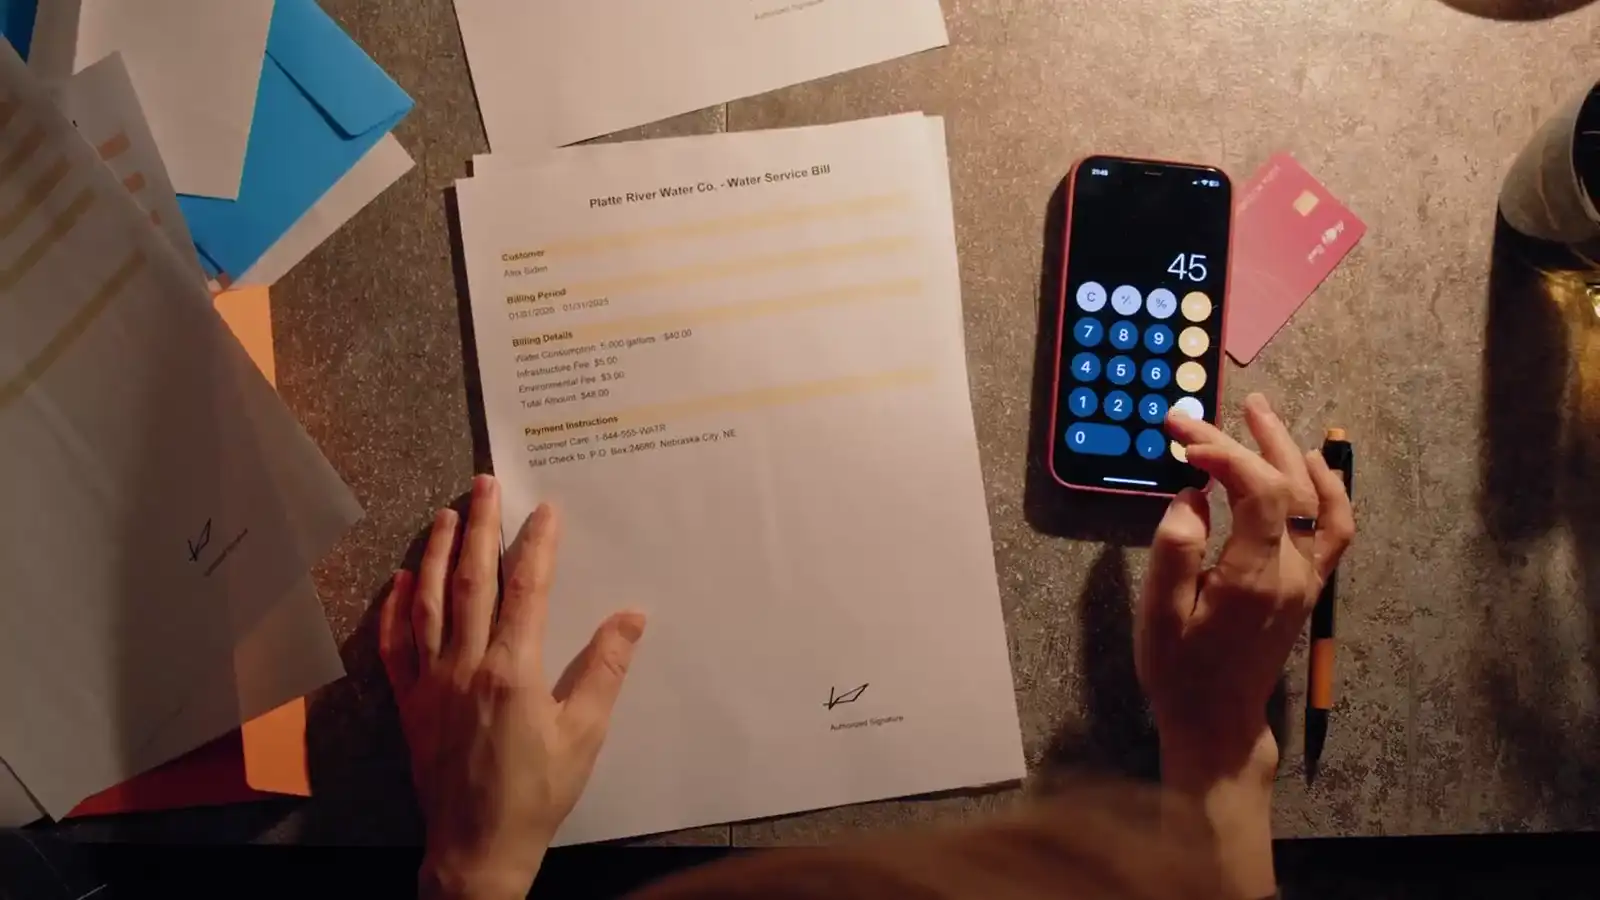 Authorized Signature
Platte River Water Co. - Water Service Bill
Customer
Alex Siden
Billing Period
01/01/2025 - 01/31/2025
Billing Details
Water Consumption: 5,000 gallons - $40.00
Infrastructure Fee: $5.00
Environmental Fee: $3.00
Total Amount: $48.00
Payment Instructions
Customer Care: 1-844-555-WATR
Mail Check to: P.O. Box 24680, Nebraska City, NE
Authorized Signature
45
C
%
7 8 9
4 5 6
1 2 3
0 ,